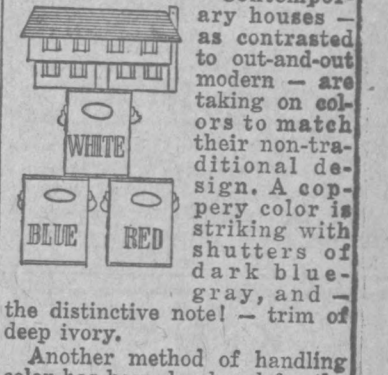 WHITE
BLUE
RED
ary houses —
as contrasted
to out-and-out
modern — are
taking on col-
ors to match
their non-tra-
ditional de-
sign. A cop-
pery color is
striking with
shutters of
dark blue-
gray, and —
the distinctive note! — trim of
deep ivory.
Another method of handling